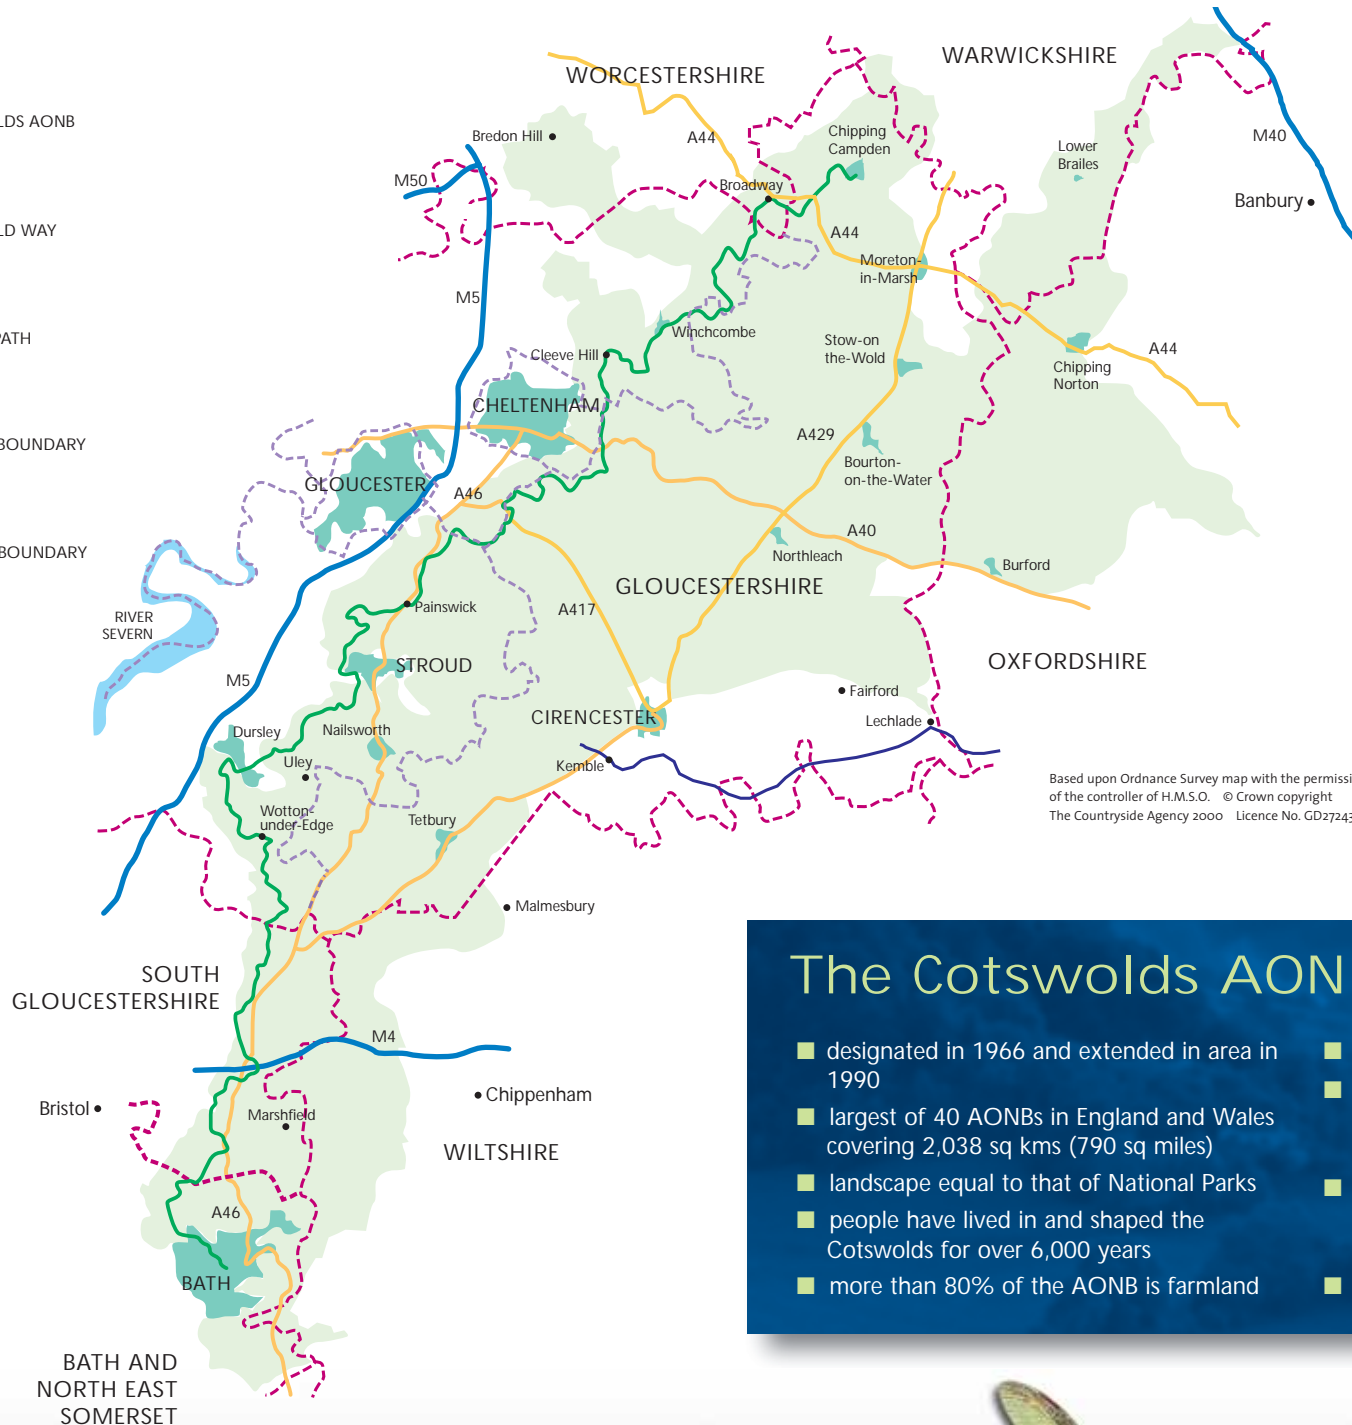 WORCESTERSHIRE
WARWICKSHIRE
LDS AONB
Bredon Hill
A44
Chipping
Campden
Lower
Brailes
M40
M50
Broadway
Banbury
LD WAY
A44
Moreton-
in-Marsh
M5
PATH
Winchcombe
Stow-on
the-Wold
Cleeve Hill
A44
Chipping
Norton
CHELTENHAM
BOUNDARY
A429
Bourton-
on-the-Water
GLOUCESTER
A46
A40
BOUNDARY
Northleach
Burford
GLOUCESTERSHIRE
Painswick
A417
RIVER
SEVERN
STROUD
OXFORDSHIRE
M5
Fairford
CIRENCESTER
Lechlade
Dursley
Nailsworth
Uley
Kemble
Based upon Ordnance Survey map with the permissi
of the controller of H.M.S.O. © Crown copyright
The Countryside Agency 2000 Licence No. GD27243
Wotton-
under-Edge
Tetbury
Malmesbury
SOUTH
GLOUCESTERSHIRE
M4
Bristol
Chippenham
Marshfield
WILTSHIRE
A46
BATH
BATH AND
NORTH EAST
SOMERSET
The Cotswolds AON
designated in 1966 and extended in area in
1990
largest of 40 AONBs in England and Wales
covering 2,038 sq kms (790 sq miles)
landscape equal to that of National Parks
people have lived in and shaped the
Cotswolds for over 6,000 years
more than 80% of the AONB is farmland